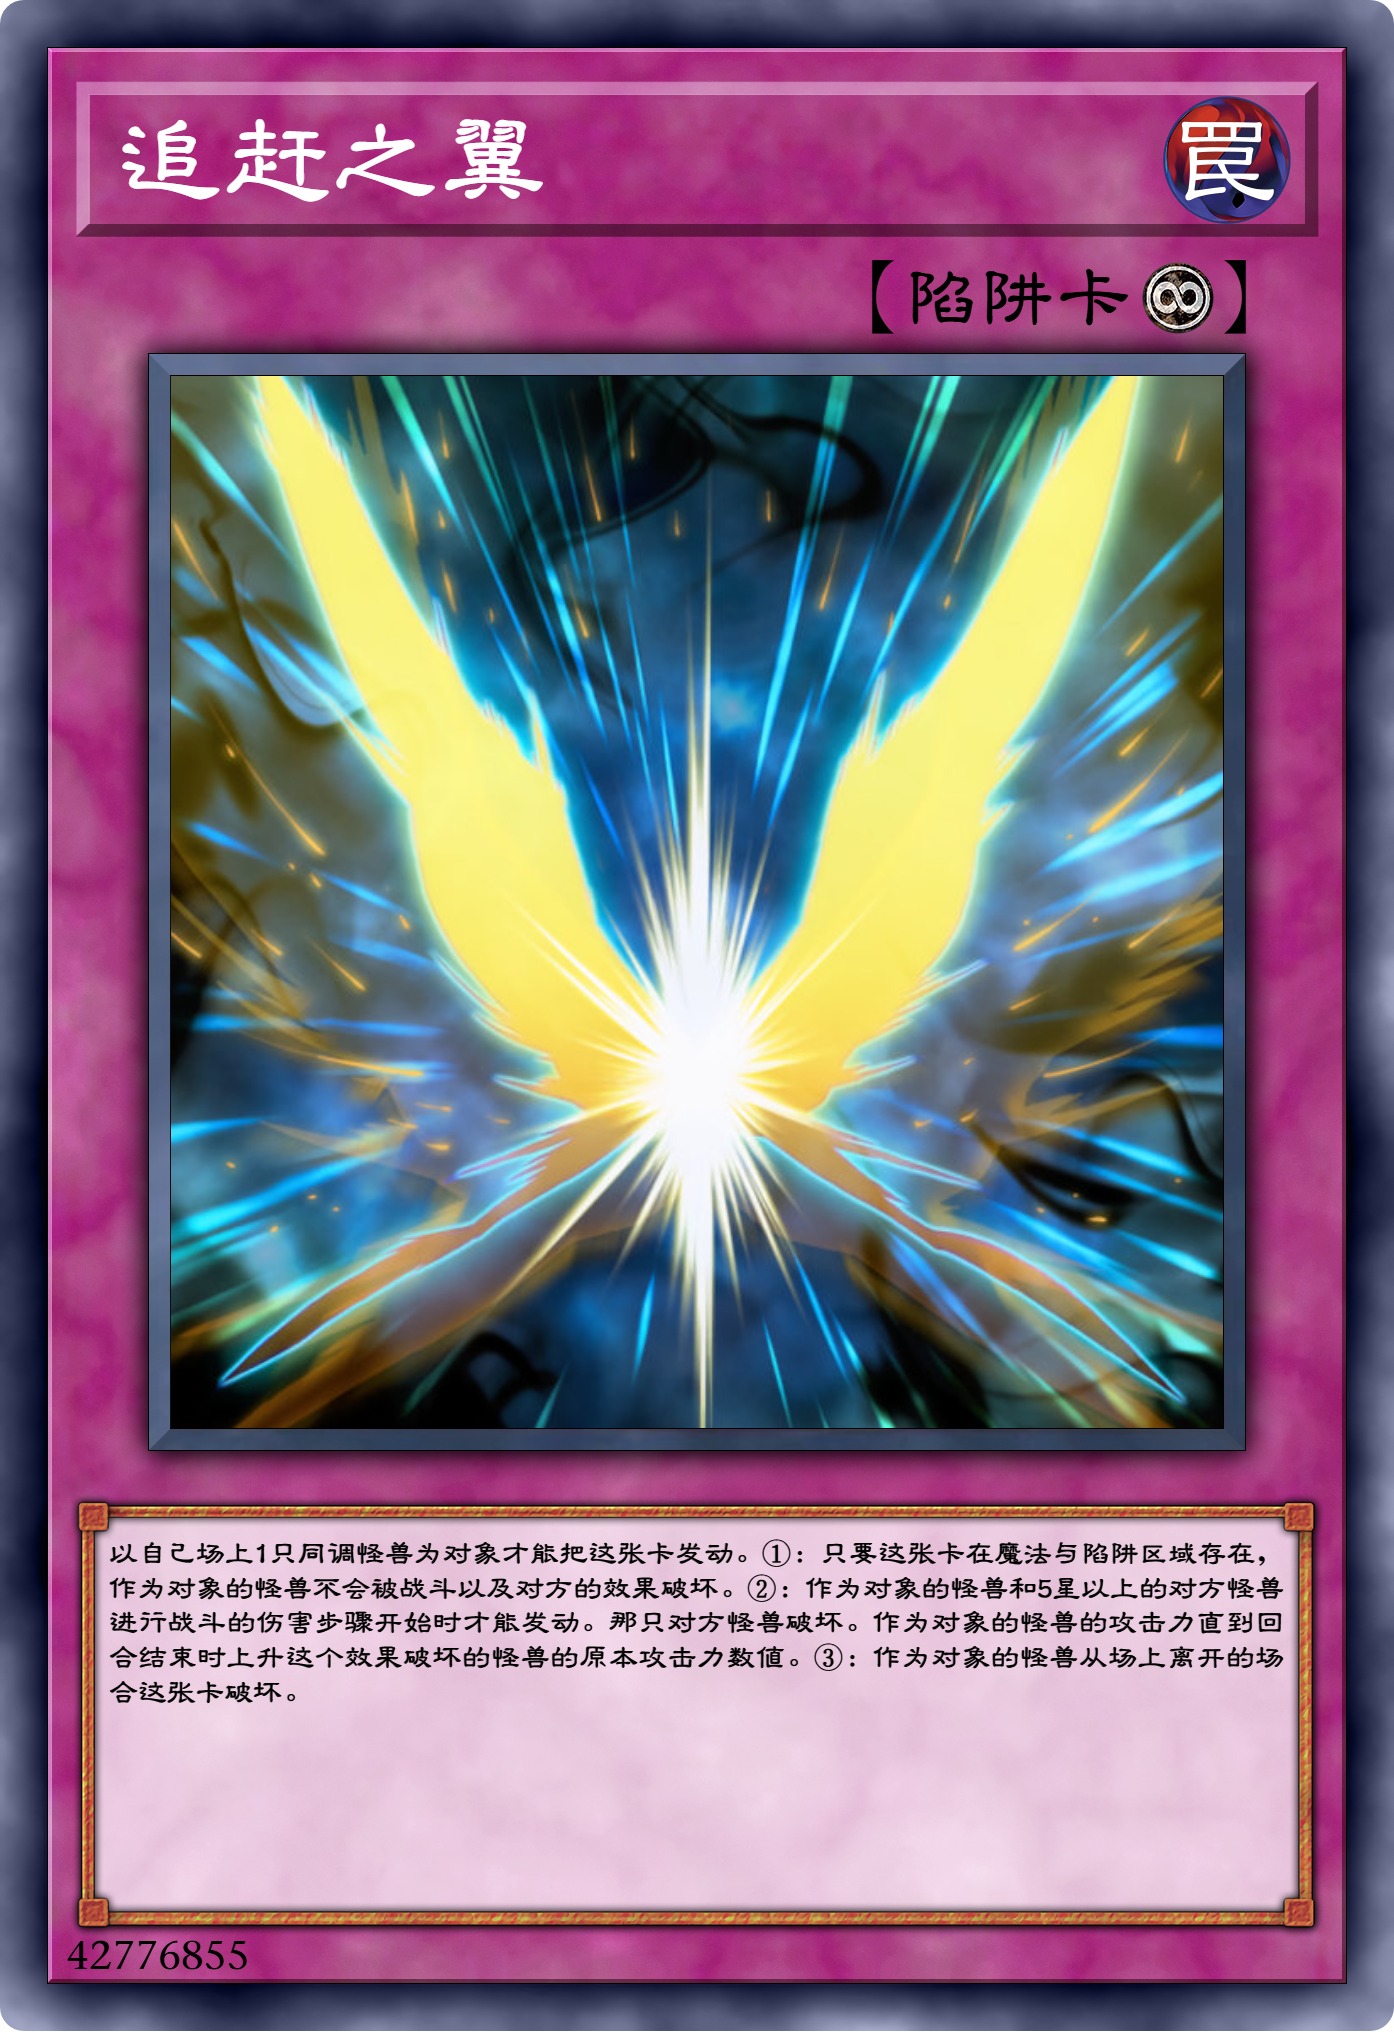 追赶之翼
罠
【陷阱卡♾】
以自己场上1只同调怪兽为对象才能把这张卡发动。①：只要这张卡在魔法与陷阱区域存在，
作为对象的怪兽不会被战斗以及对方的效果破坏。②：作为对象的怪兽和5星以上的对方怪兽
进行战斗的伤害步骤开始时才能发动。那只对方怪兽破坏。作为对象的怪兽的攻击力直到回
合结束时上升这个效果破坏的怪兽的原本攻击力数值。③：作为对象的怪兽从场上离开的场
合这张卡破坏。
42776855